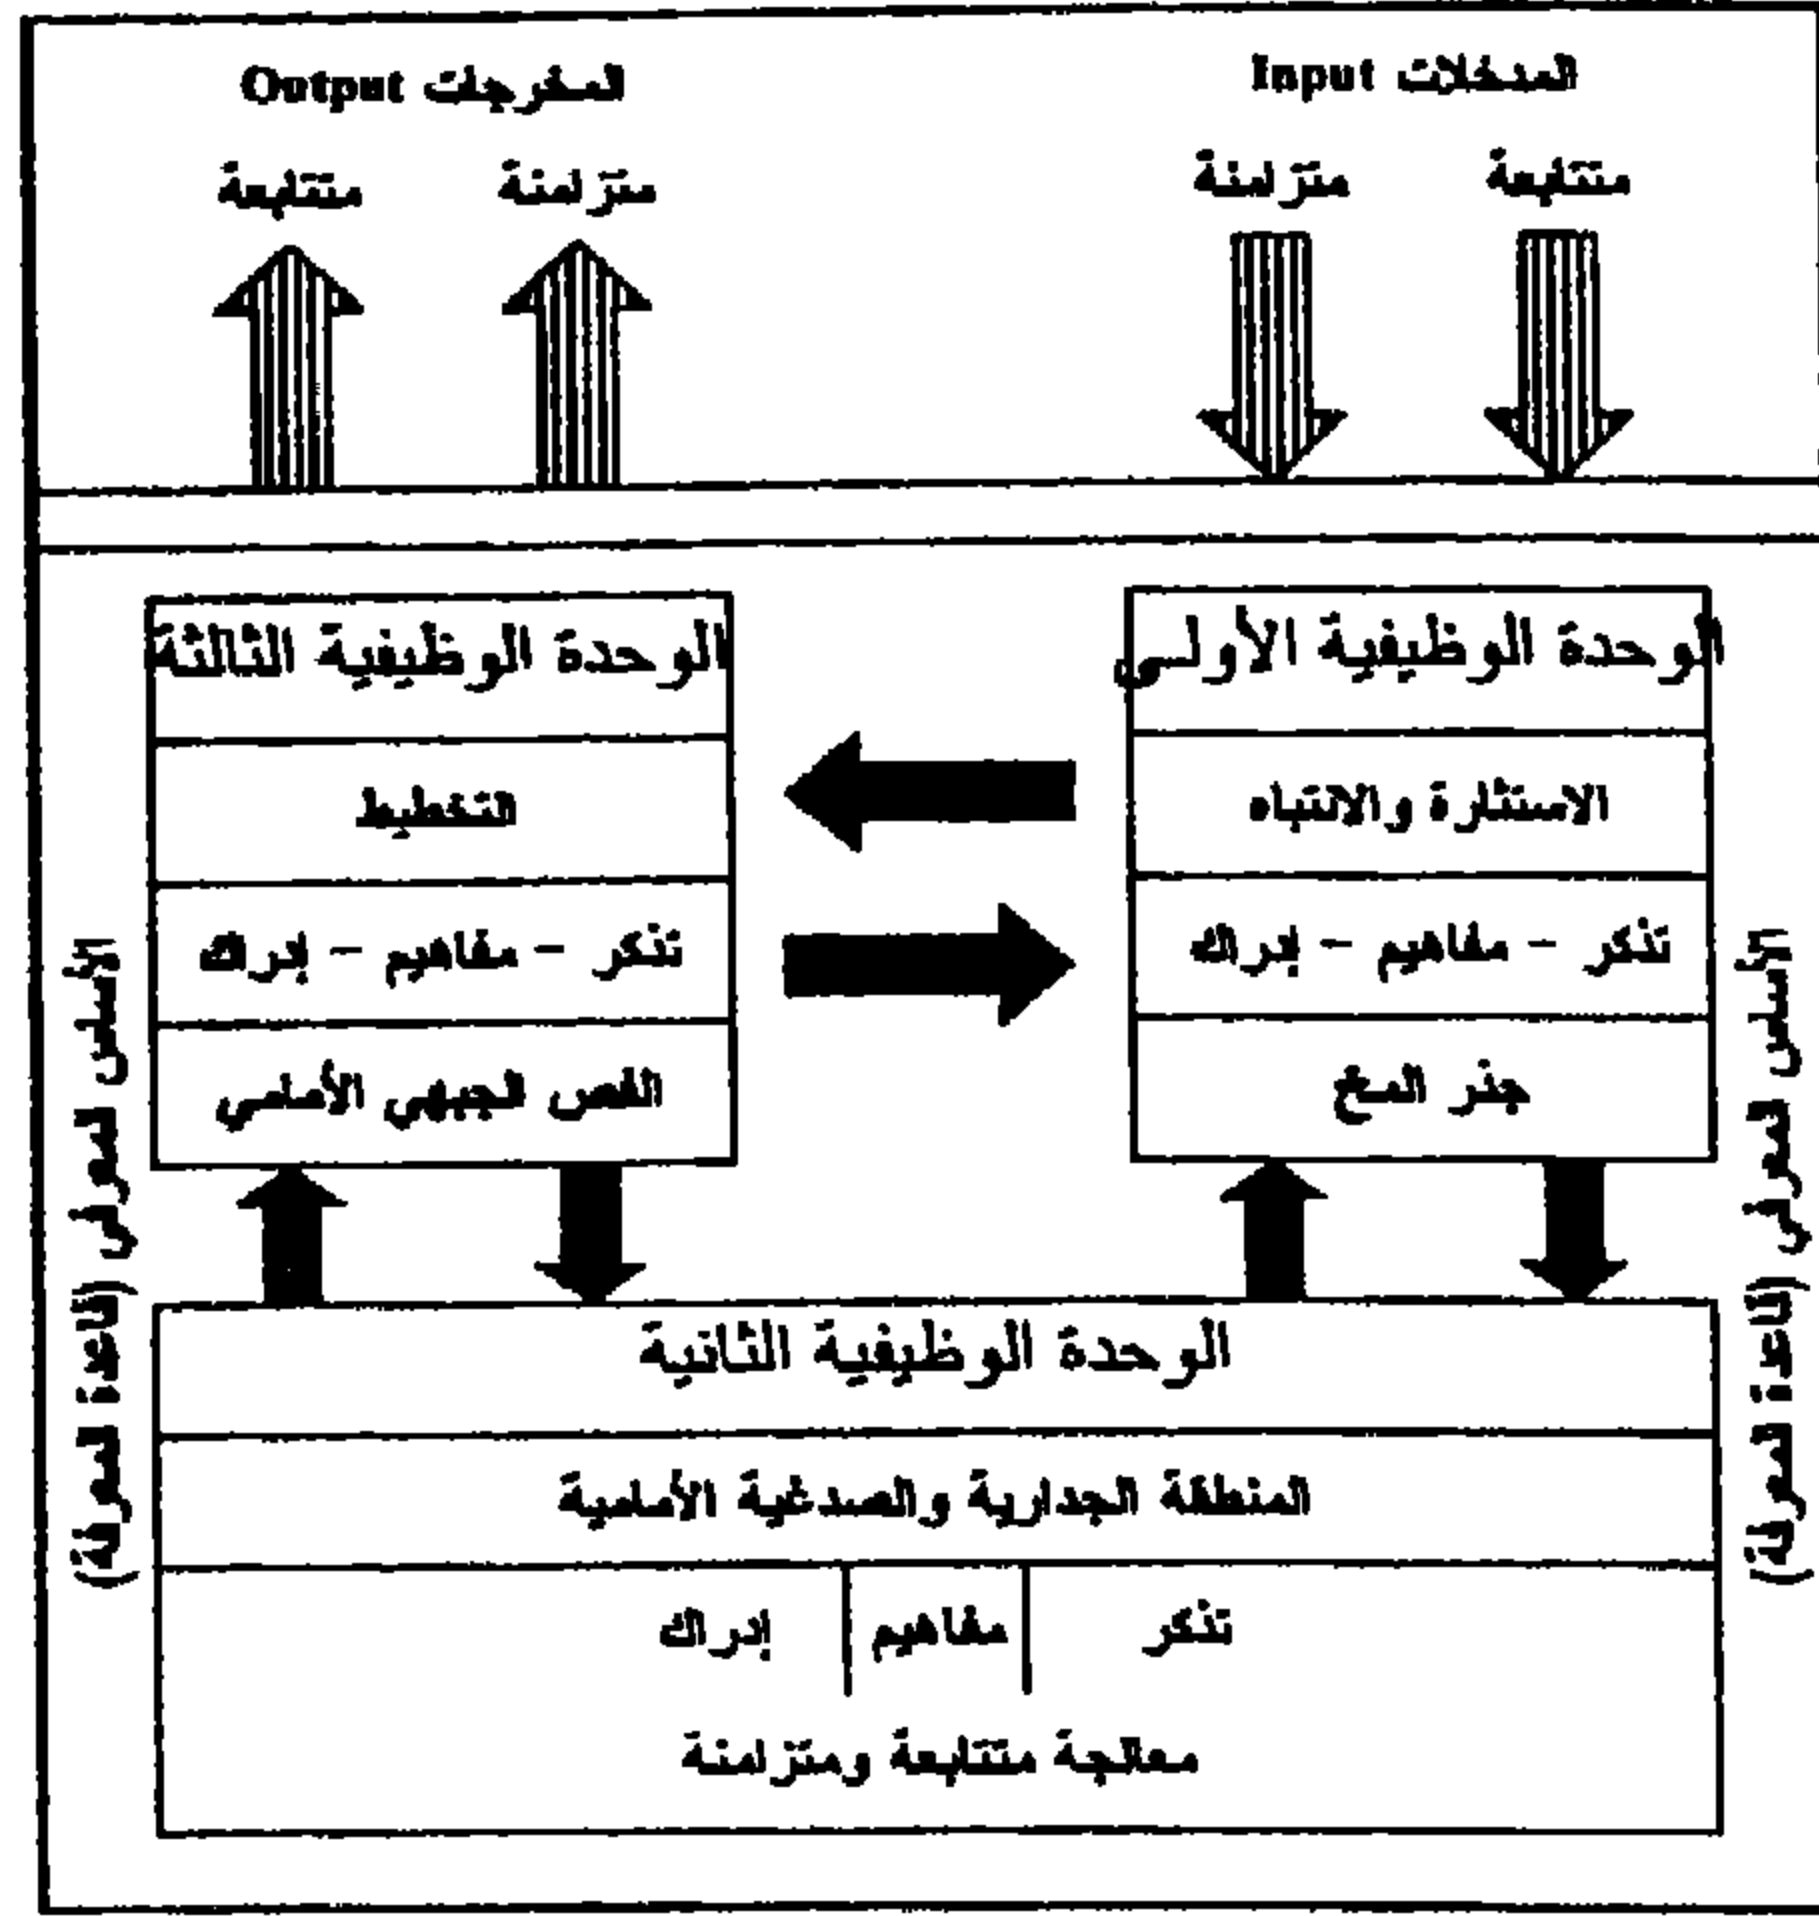 المدخلات Input
المخرجات Output
متتابعة
متزامنة
متزامنة
متتابعة
الوحدة الوظيفية الأولى
الاستثارة والانتباه
تذكر - مفاهيم - إدراك
جذر المخ
الوحدة الوظيفية الثالثة
التخطيط
تذكر - مفاهيم - إدراك
الفص الجبهي الأمامي
الأساس المعرفي (قاعدة المعرفة)
الأساس المعرفي (قاعدة المعرفة)
الوحدة الوظيفية الثانية
المنطقة الجدارية والصدغية الأمامية
تذكر
مفاهيم
إدراك
معالجة متتابعة ومتزامنة